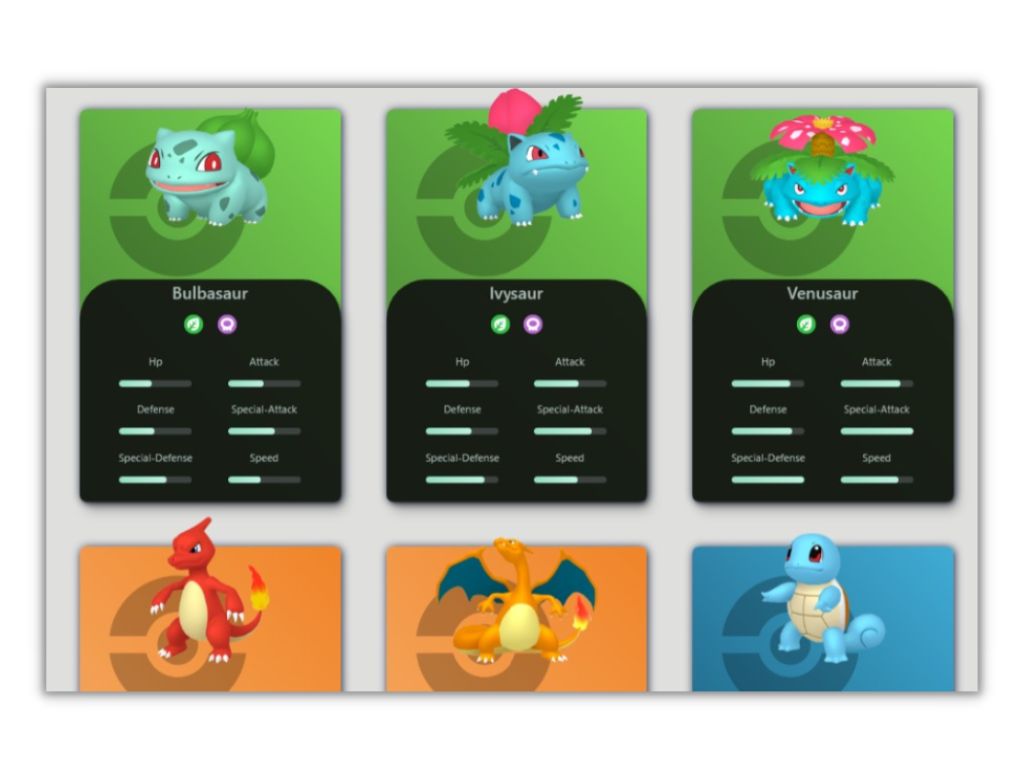 Bulbasaur
Hp Attack
Defense Special-Attack
Special-Defense Speed
Ivysaur
Hp Attack
Defense Special-Attack
Special-Defense Speed
Venusaur
Hp Attack
Defense Special-Attack
Special-Defense Speed